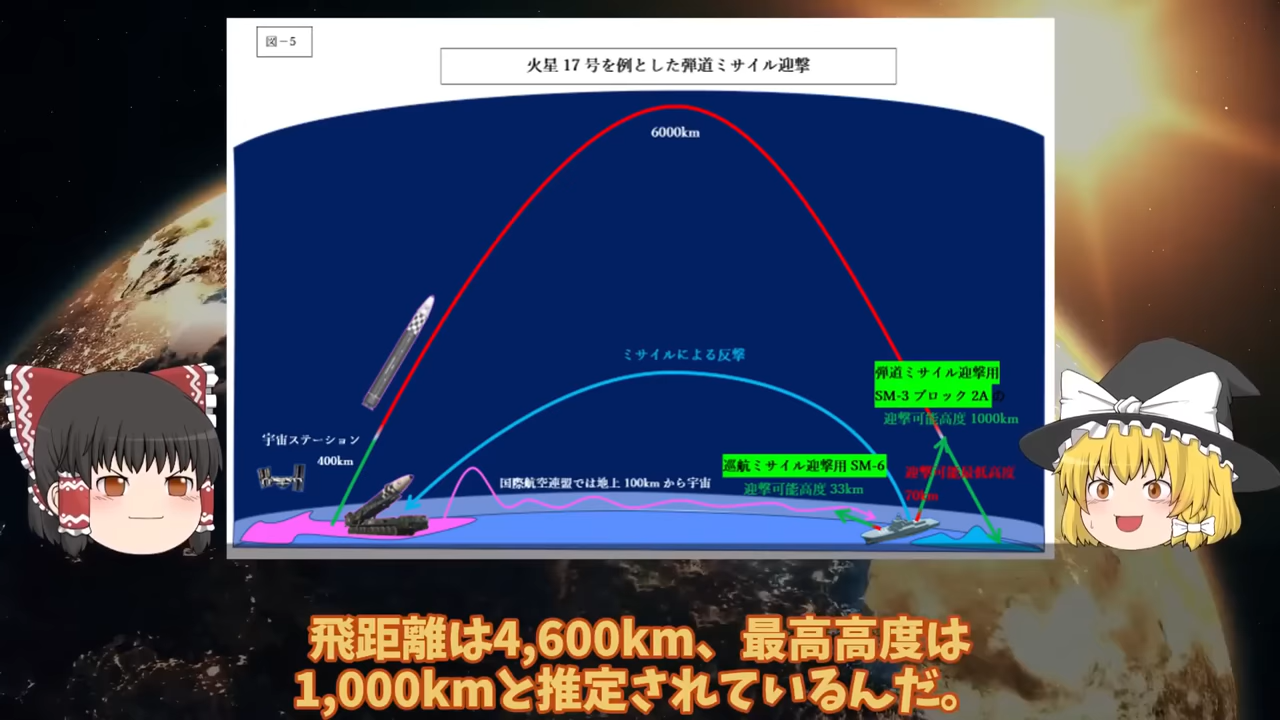 図－5
火星 17 号を例とした弾道ミサイル迎撃
6000km
ミサイルによる反撃
弾道ミサイル迎撃用
SM-3 ブロック 2A の
迎撃可能高度 1000km
宇宙ステーション
400km
巡航ミサイル迎撃用 SM-6
迎撃可能高度 33km
迎撃可能最低高度
70km
国際航空連盟では地上 100km から宇宙
飛距離は4,600km、最高高度は
1,000kmと推定されているんだ。